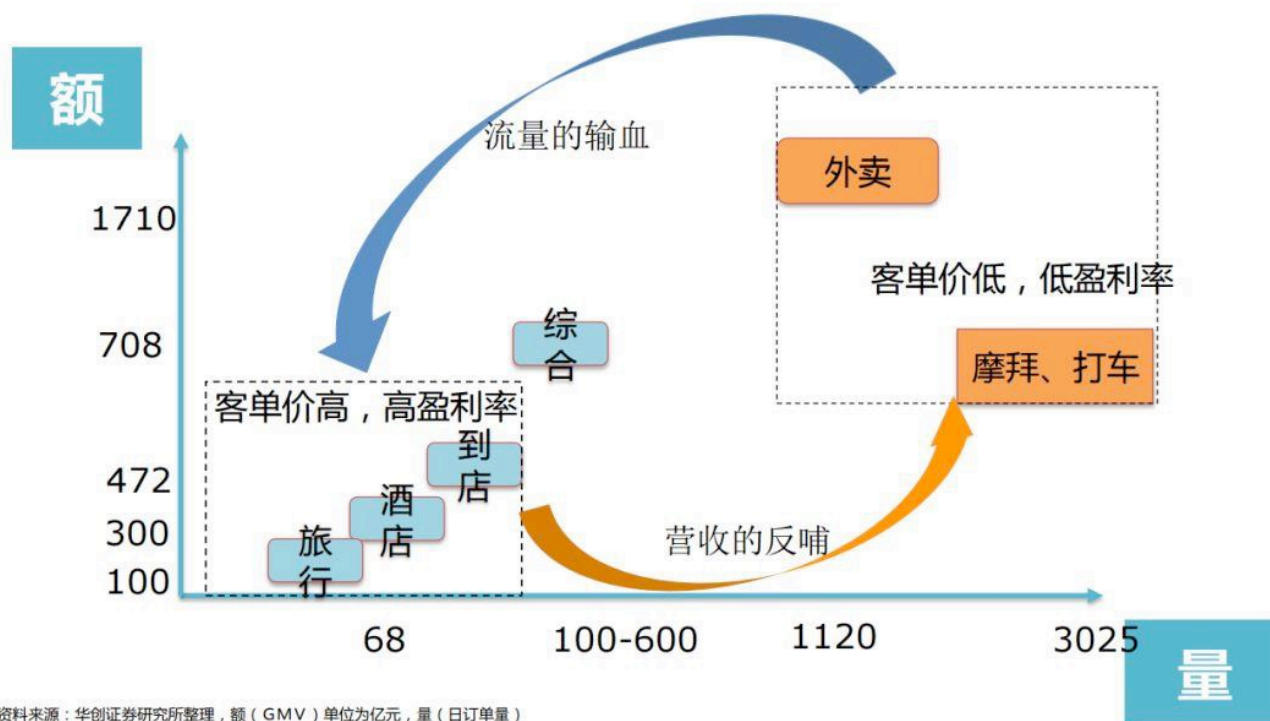 额
流量的输血
外卖
1710
客单价低，低盈利率
综
合
708
摩拜、打车
客单价高，高盈利率
到
店
472
酒
店
300
营收的反哺
旅
行
100
68
100-600
1120
3025
量
资料来源：华创证券研究所整理，额（GMV）单位为亿元，量（日订单量）